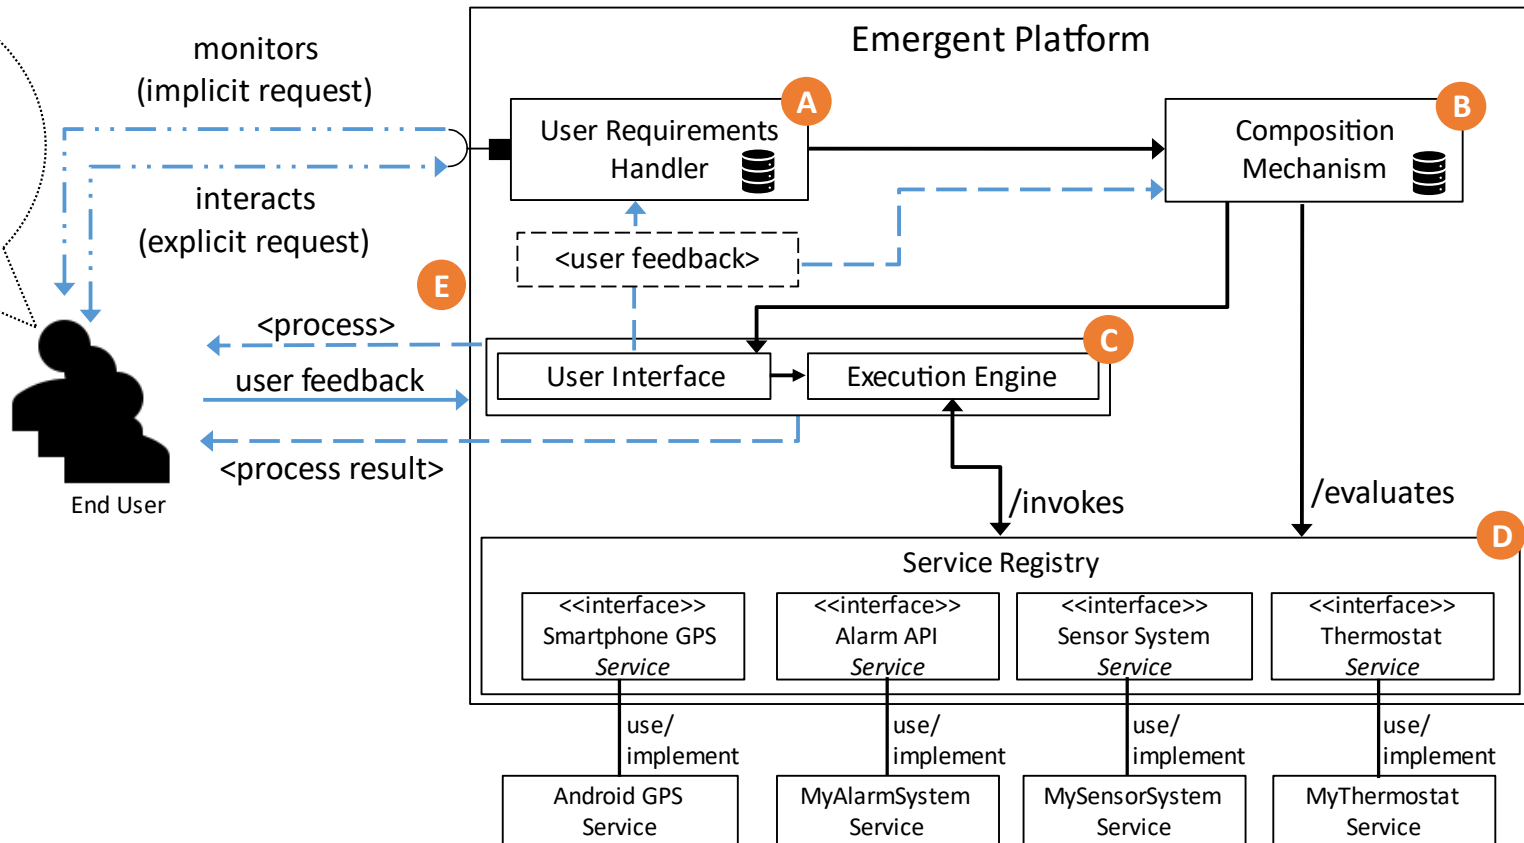 Emergent Platform
monitors
(implicit request)
interacts
(explicit request)
A
User Requirements
Handler
B
Composition
Mechanism
<user feedback>
E
<process>
user feedback
<process result>
End User
C
User Interface
Execution Engine
/invokes
/evaluates
D
Service Registry
<<interface>>
Smartphone GPS
Service
<<interface>>
Alarm API
Service
<<interface>>
Sensor System
Service
<<interface>>
Thermostat
Service
use/
implement
use/
implement
use/
implement
use/
implement
Android GPS
Service
MyAlarmSystem
Service
MySensorSystem
Service
MyThermostat
Service